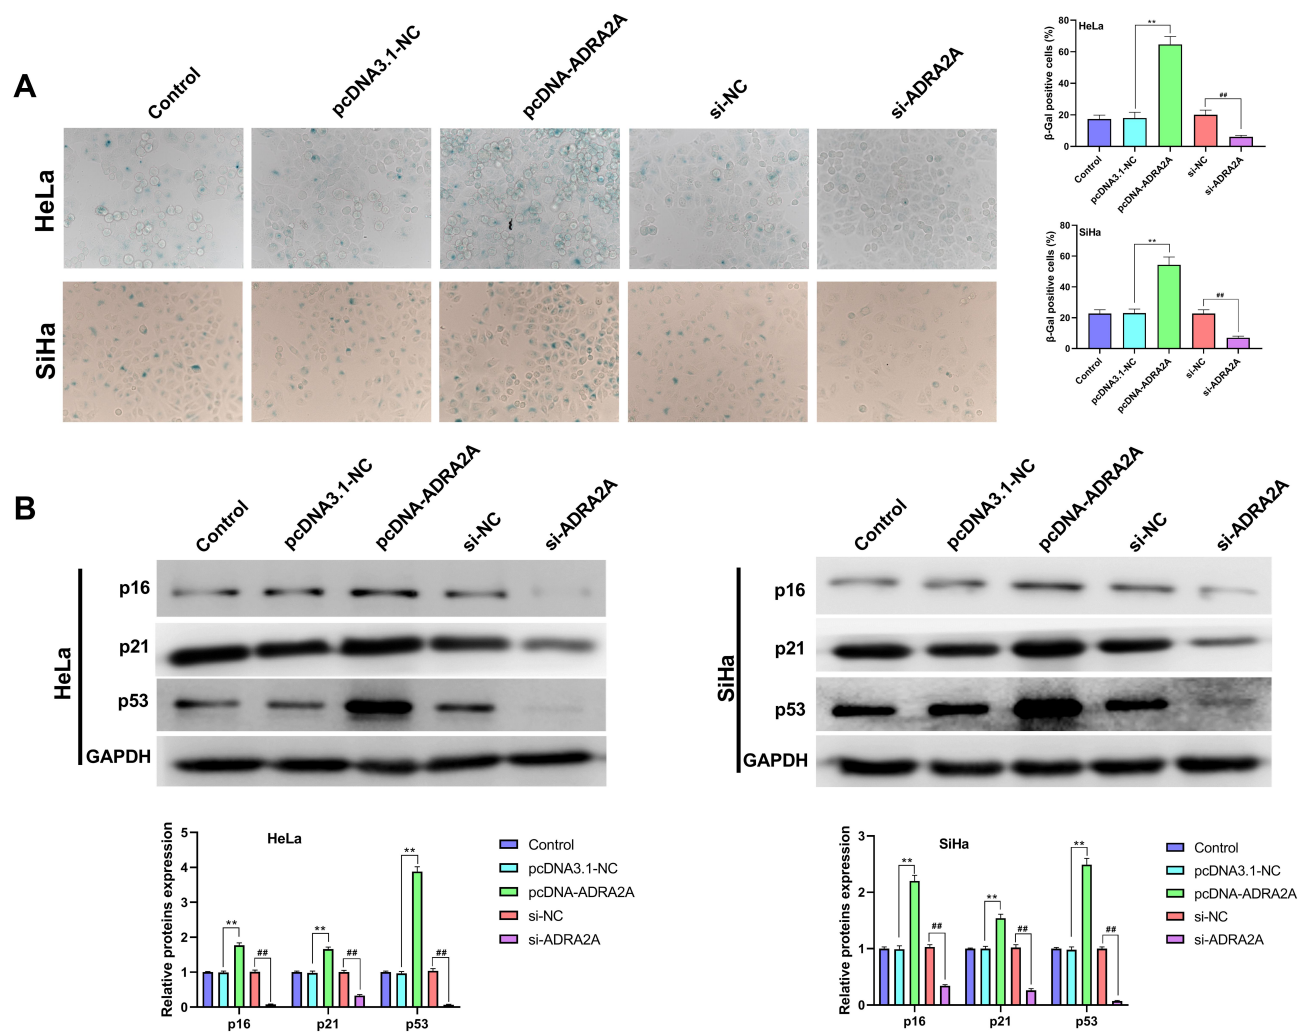 A
Control
pcDNA3.1-NC
pcDNA-ADRA2A
si-NC
si-ADRA2A
HeLa
SiHa
HeLa
β-Gal positive cells (%)
80
60
40
20
0
**
##
Control
pcDNA3.1-NC
pcDNA-ADRA2A
si-NC
si-ADRA2A
SiHa
β-Gal positive cells (%)
80
60
40
20
0
**
##
Control
pcDNA3.1-NC
pcDNA-ADRA2A
si-NC
si-ADRA2A
B
Control
pcDNA3.1-NC
pcDNA-ADRA2A
si-NC
si-ADRA2A
HeLa
p16
p21
p53
GAPDH
Control
pcDNA3.1-NC
pcDNA-ADRA2A
si-NC
si-ADRA2A
SiHa
p16
p21
p53
GAPDH
HeLa
Relative proteins expression
5
4
3
2
1
0
**
##
**
##
**
##
p16
p21
p53
Control
pcDNA3.1-NC
pcDNA-ADRA2A
si-NC
si-ADRA2A
SiHa
Relative proteins expression
3
2
1
0
**
##
**
##
**
##
p16
p21
p53
Control
pcDNA3.1-NC
pcDNA-ADRA2A
si-NC
si-ADRA2A